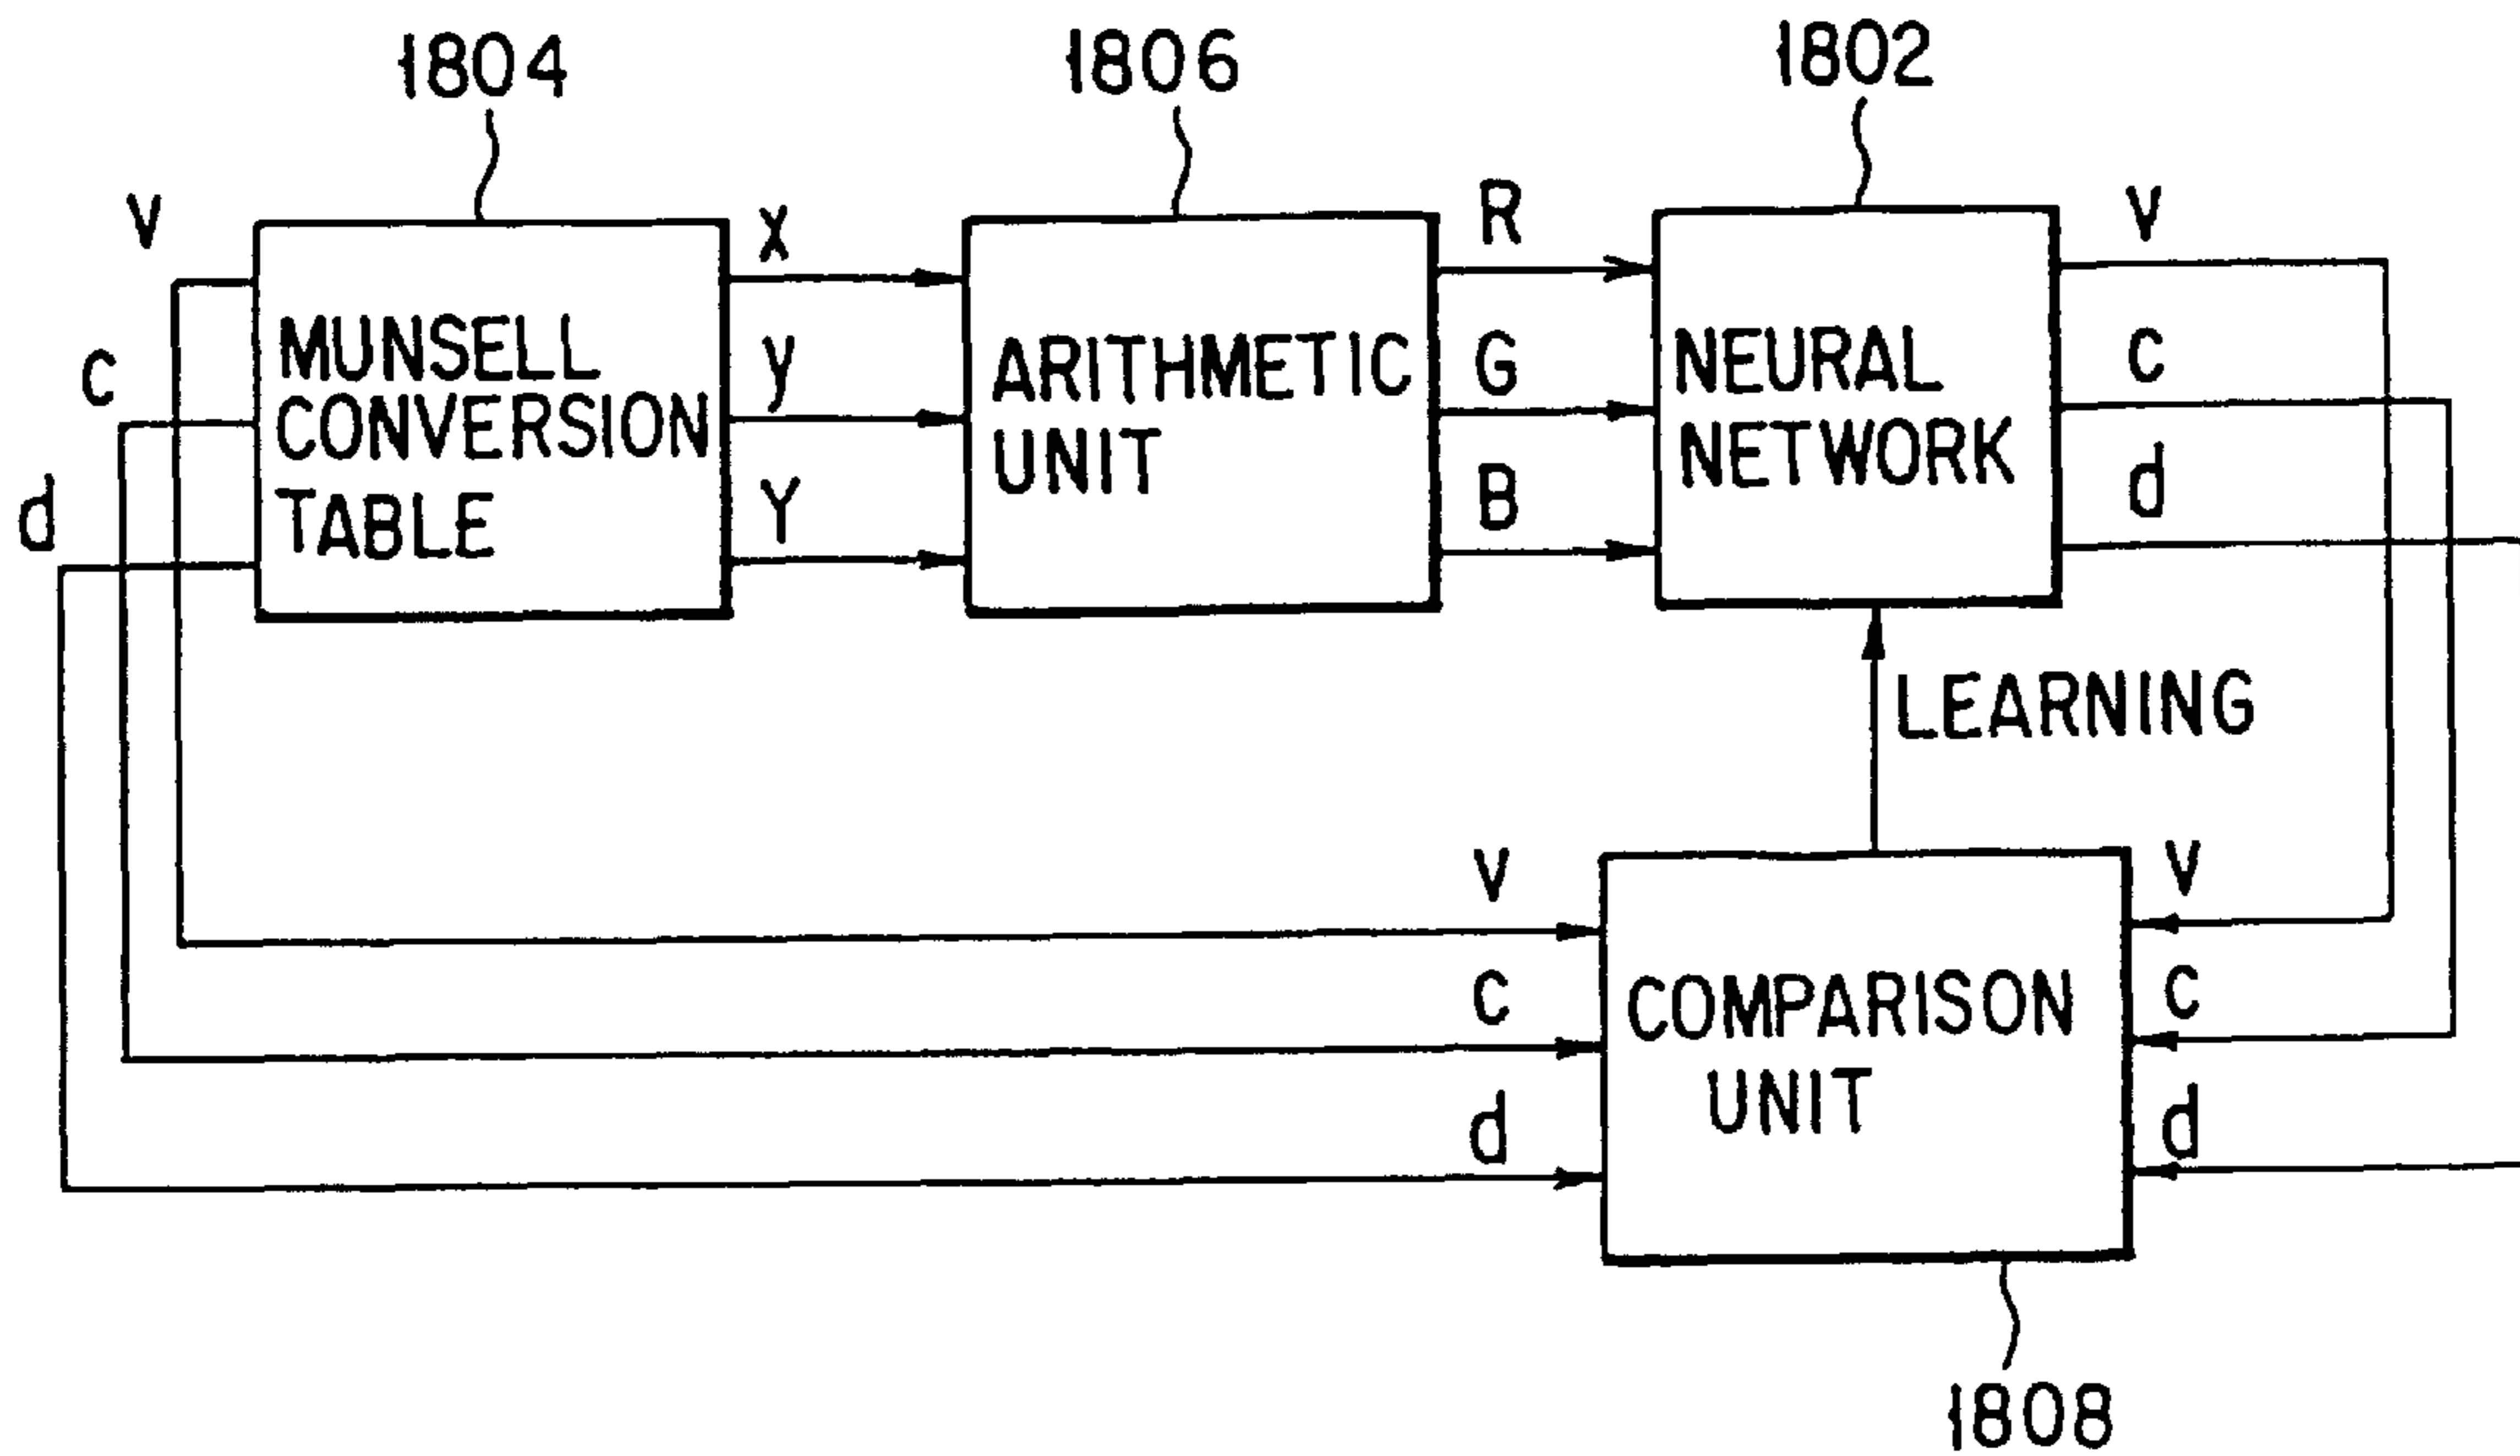 1804
1806
1802
V
X
R
V
MUNSELL
CONVERSION
TABLE
C
y
ARITHMETIC
UNIT
G
NEURAL
NETWORK
C
d
Y
B
d
LEARNING
V
V
C
COMPARISON
UNIT
C
d
d
1808